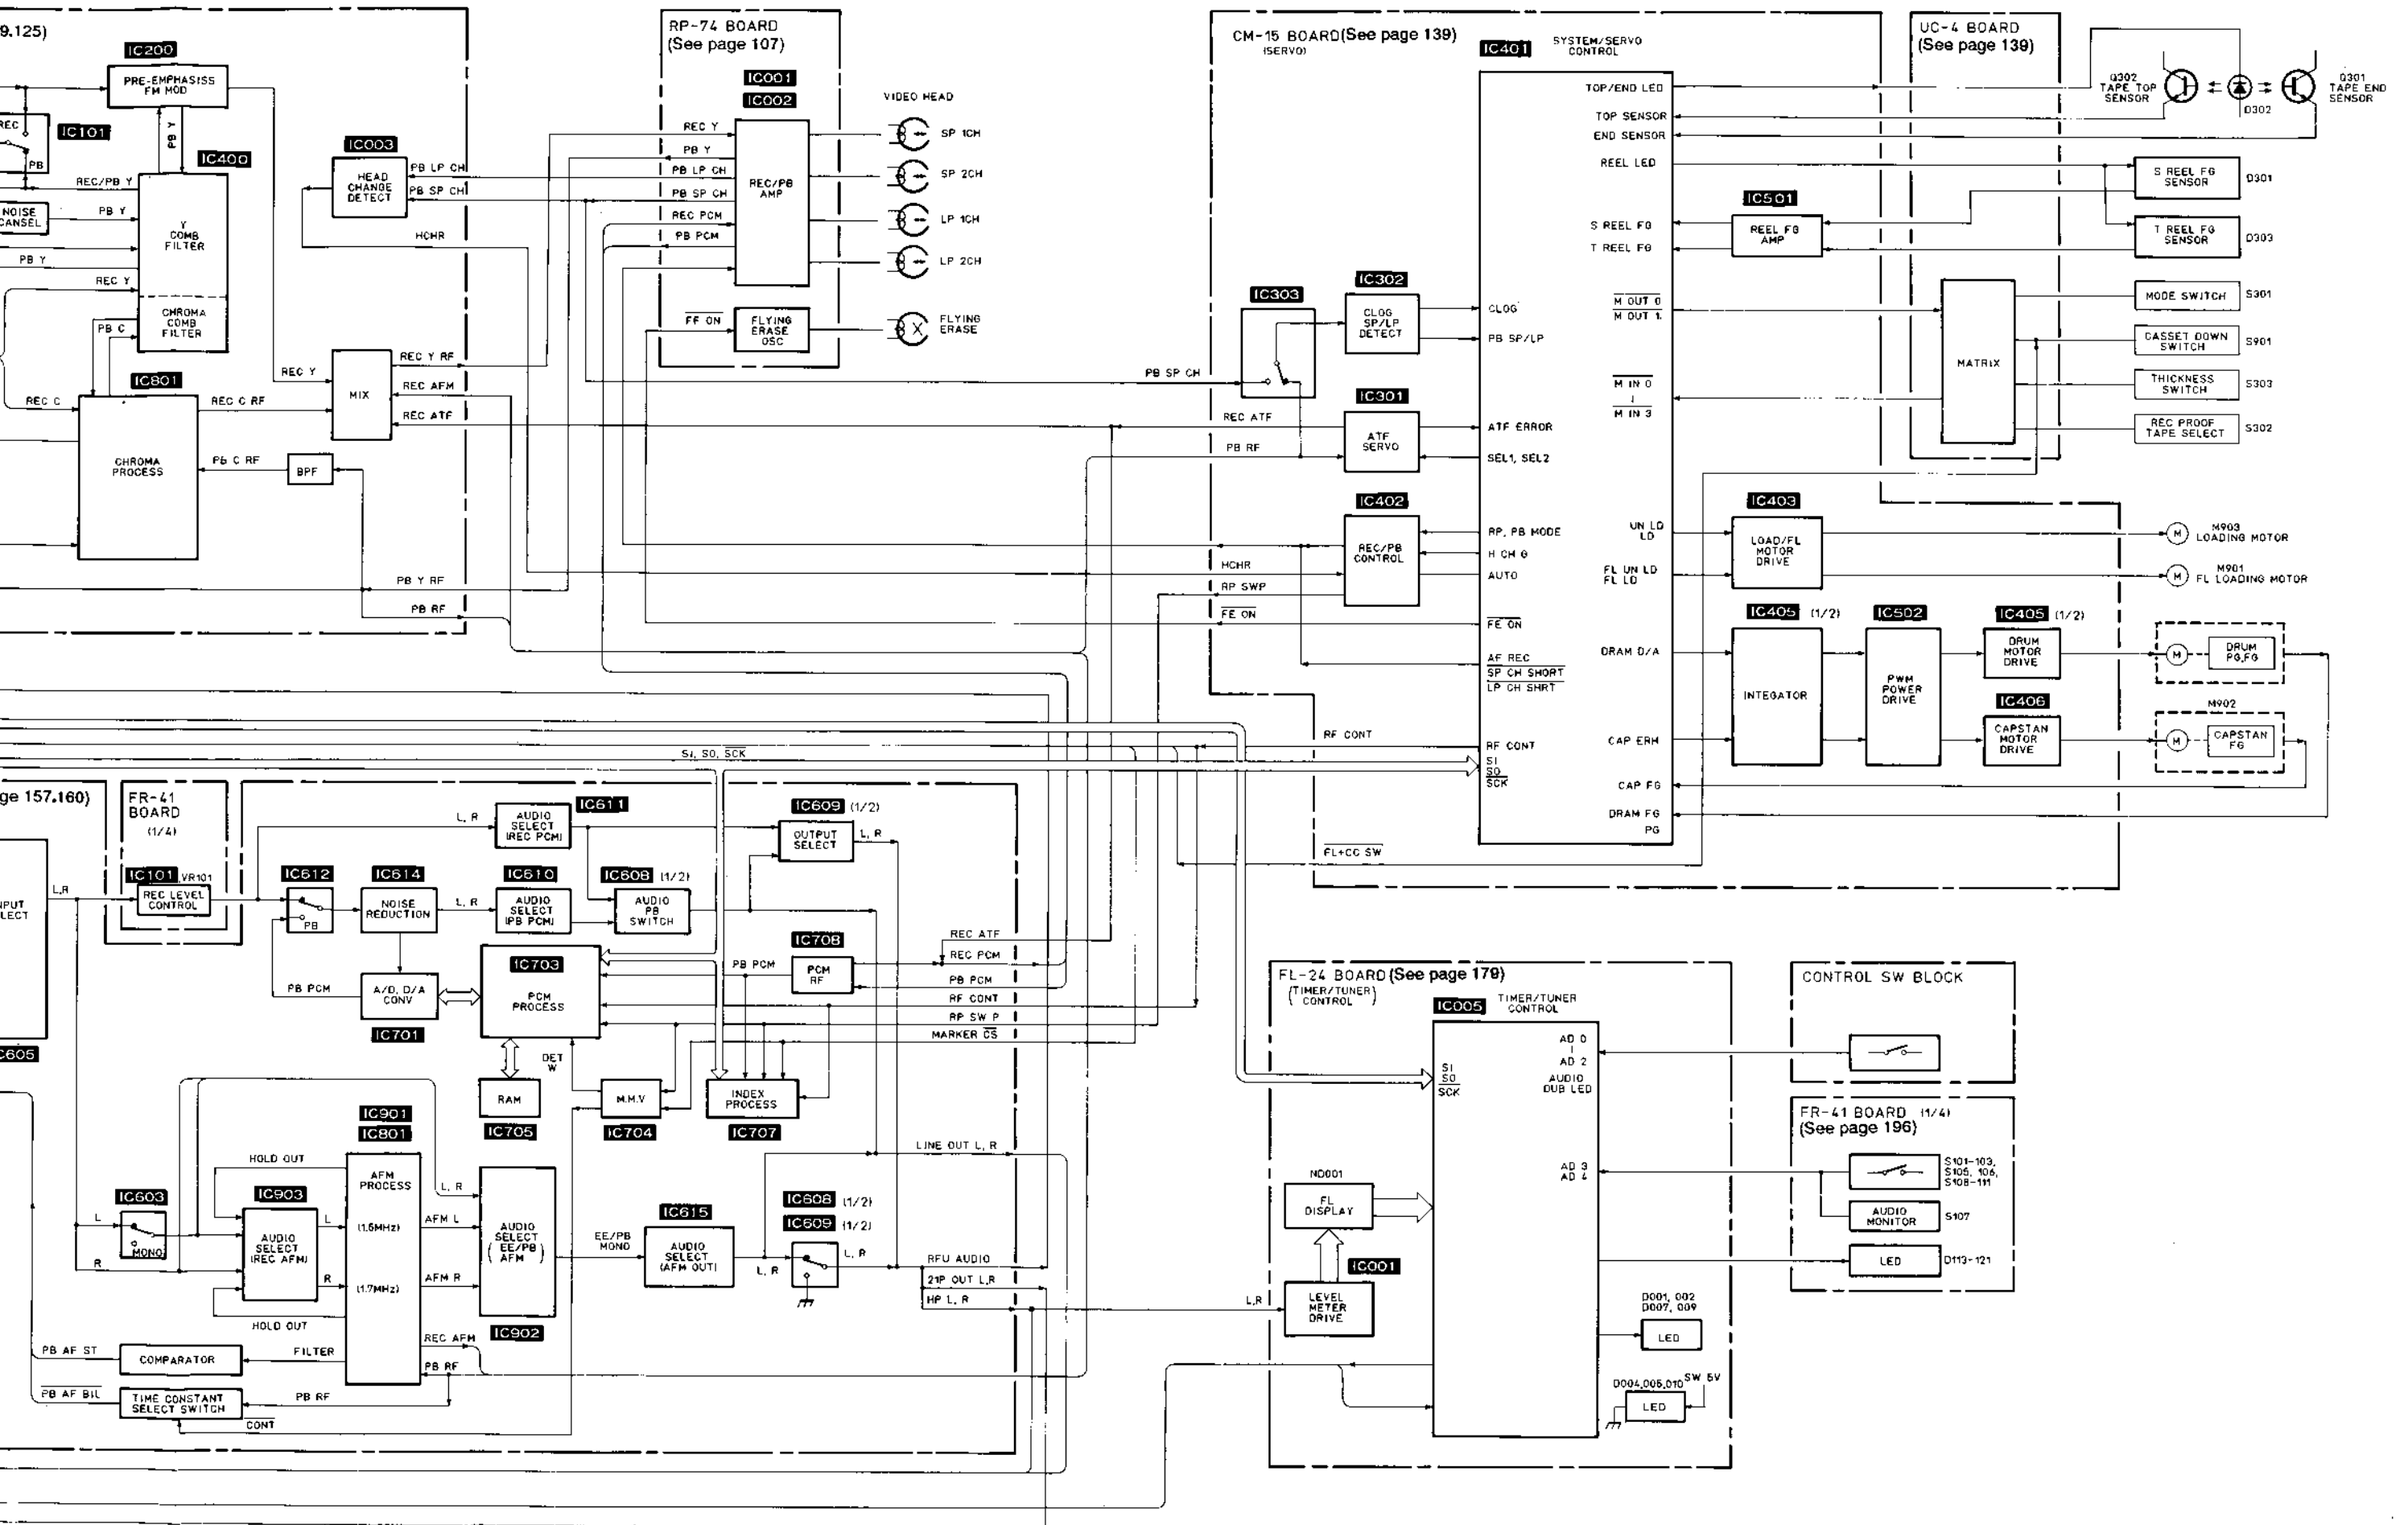 9.125)
IC200
PRE-EMPHASISS
FM MOD
REC
PB
IC101
PB Y
IC400
REC/PB Y
NOISE
CANSEL
PB Y
PB Y
REC Y
Y
COMB
FILTER
CHROMA
COMB
FILTER
PB C
IC801
REC C
CHROMA
PROCESS
REC C RF
PB C RF
BPF
REC Y
MIX
REC Y RF
REC AFM
REC ATF
PB Y RF
PB RF
IC003
HEAD
CHANGE
DETECT
PB LP CH
PB SP CH
HCHR
RP-74 BOARD
(See page 107)
IC001
IC002
REC Y
PB Y
PB LP CH
PB SP CH
REC PCM
PB PCM
REC/PB
AMP
FF ON
FLYING
ERASE
OSC
VIDEO HEAD
SP 1CH
SP 2CH
LP 1CH
LP 2CH
FLYING
ERASE
CM-15 BOARD(See page 139)
(SERVO)
IC401
SYSTEM/SERVO
CONTROL
TOP/END LED
TOP SENSOR
END SENSOR
REEL LED
S REEL FG
T REEL FG
IC501
REEL FG
AMP
IC303
IC302
CLOG
SP/LP
DETECT
CLOG
PB SP/LP
PB SP CH
IC301
ATF
SERVO
REC ATF
PB RF
ATF ERROR
SEL1, SEL2
M OUT 0
M OUT 1
M IN 0
M IN 3
IC402
REC/PB
CONTROL
RP, PB MODE
H CH G
AUTO
HCHR
RP SWP
FE ON
FE ON
AF REC
SP CH SHORT
LP CH SHRT
RF CONT
RF CONT
SI
SO
SCK
FL+CC SW
UN LD
LD
FL UN LD
FL LD
DRAM D/A
CAP ERH
CAP FG
DRAM FG
PG
IC403
LOAD/FL
MOTOR
DRIVE
IC405 (1/2)
INTEGATOR
IC502
PWM
POWER
DRIVE
IC405 (1/2)
DRUM
MOTOR
DRIVE
IC406
CAPSTAN
MOTOR
DRIVE
M903
LOADING MOTOR
M901
FL LOADING MOTOR
M
M
M
DRUM
PG,FG
M902
M
CAPSTAN
FG
UC-4 BOARD
(See page 139)
Q302
TAPE TOP
SENSOR
D302
Q301
TAPE END
SENSOR
S REEL FG
SENSOR
D301
T REEL FG
SENSOR
D303
MATRIX
MODE SWITCH
S301
CASSET DOWN
SWITCH
S901
THICKNESS
SWITCH
S303
REC PROOF
TAPE SELECT
S302
SI, SO, SCK
ge 157.160)
NPUT
LECT
C605
L,R
FR-41
BOARD
(1/4)
IC101,VR101
REC LEVEL
CONTROL
IC612
PB
IC614
NOISE
REDUCTION
L, R
L, R
IC611
AUDIO
SELECT
(REC PCM)
IC610
AUDIO
SELECT
(PB PCM)
IC608 (1/2)
AUDIO
PB
SWITCH
IC609 (1/2)
OUTPUT
SELECT
L, R
PB PCM
A/D, D/A
CONV
IC701
IC703
PCM
PROCESS
PB PCM
IC708
PCM
RF
REC ATF
REC PCM
PB PCM
RF CONT
RP SW P
MARKER CS
DET
W
RAM
IC705
M.M.V
IC704
INDEX
PROCESS
IC707
IC901
IC801
HOLD OUT
AFM
PROCESS
(1.5MHz)
(1.7MHz)
L, R
AFM L
AFM R
IC603
L
MONO
R
IC903
AUDIO
SELECT
(REC AFM)
L
R
HOLD OUT
AUDIO
SELECT
( EE/PB )
AFM
IC902
EE/PB
MONO
IC615
AUDIO
SELECT
(AFM OUT)
L, R
IC608 (1/2)
IC609 (1/2)
L, R
LINE OUT L, R
RFU AUDIO
21P OUT L,R
HP L, R
PB AF ST
COMPARATOR
FILTER
REC AFM
PB RF
PB AF BIL
TIME CONSTANT
SELECT SWITCH
PB RF
CONT
FL-24 BOARD(See page 179)
(TIMER/TUNER)
CONTROL
IC005
TIMER/TUNER
CONTROL
SI
SO
SCK
AD 0
AD 2
AUDIO
DUB LED
AD 3
AD 4
ND001
FL
DISPLAY
IC001
L,R
LEVEL
METER
DRIVE
D001, 002
D007, 009
LED
D004,005,010
SW 5V
LED
CONTROL SW BLOCK
FR-41 BOARD (1/4)
(See page 196)
S101-103,
S105, 106,
S108-111
AUDIO
MONITOR
S107
LED
D113-121